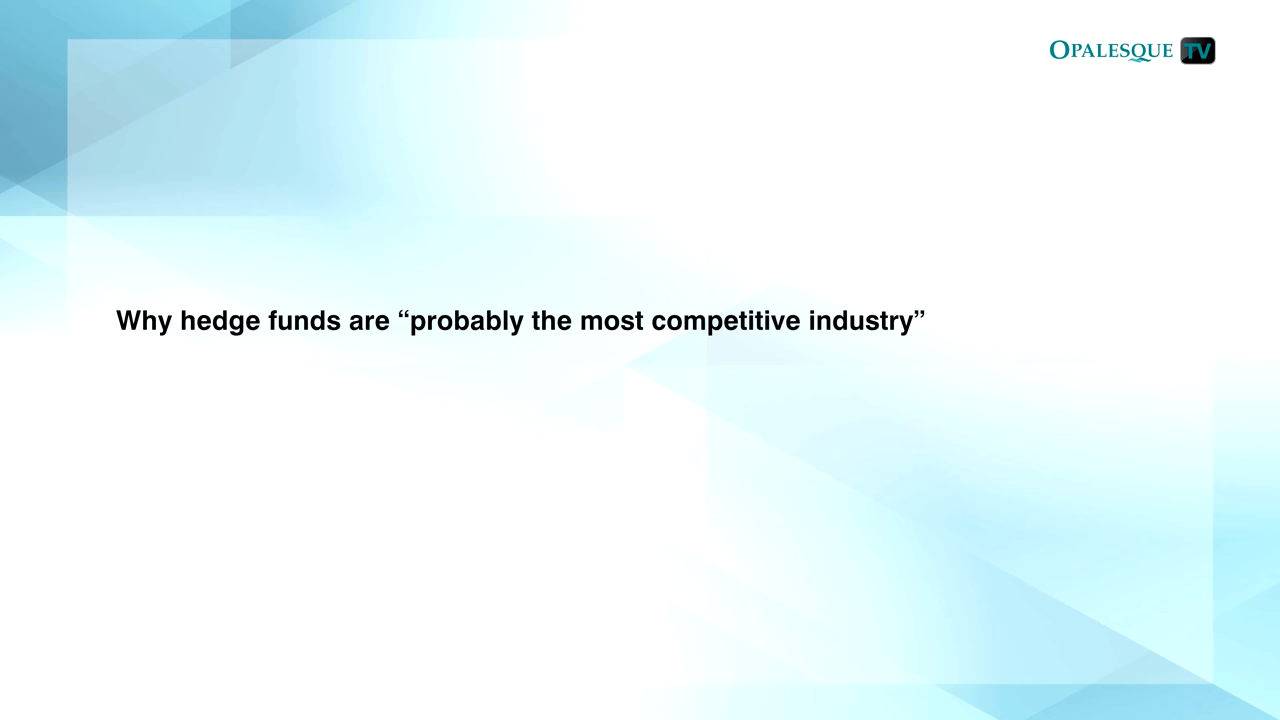 OPALESQUE TV
Why hedge funds are “probably the most competitive industry”